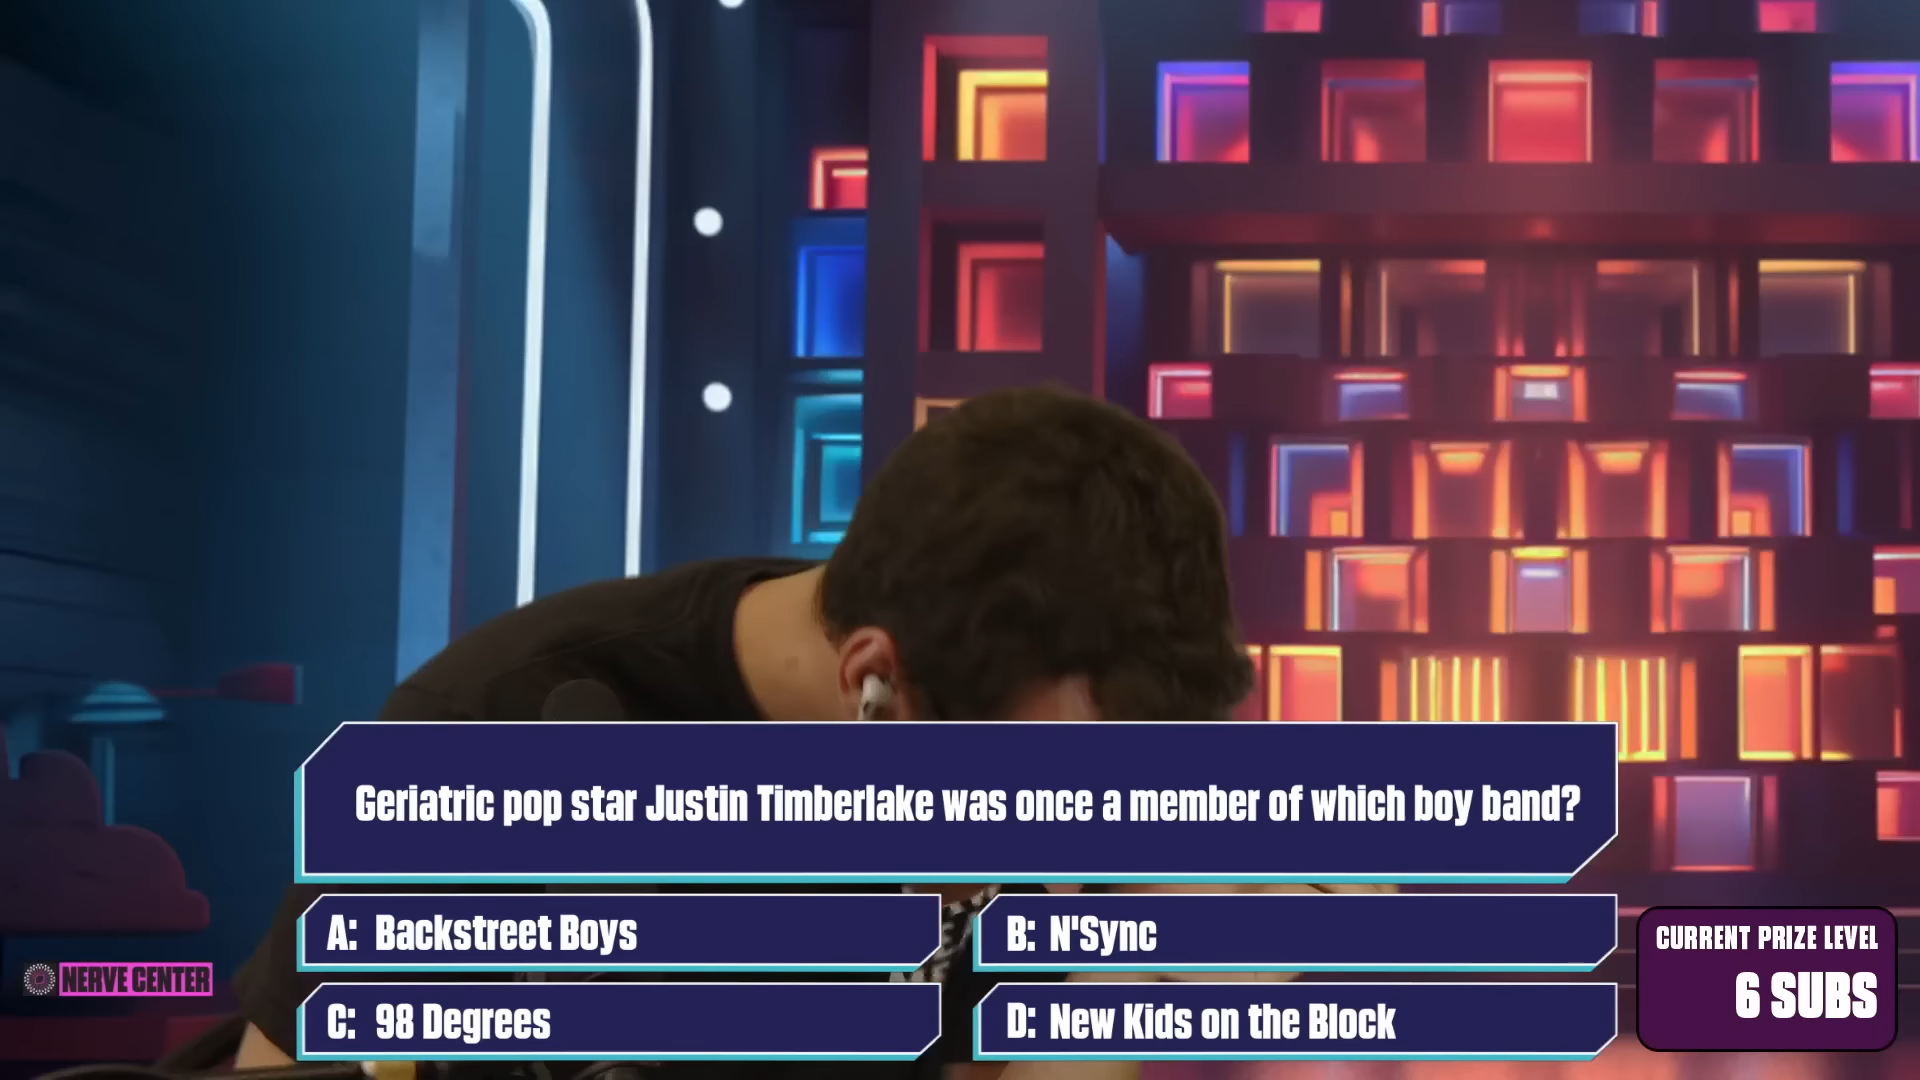 Geriatric pop star Justin Timberlake was once a member of which boy band?
A: Backstreet Boys
B: N'Sync
C: 98 Degrees
D: New Kids on the Block
CURRENT PRIZE LEVEL
6 SUBS
NERVE CENTER